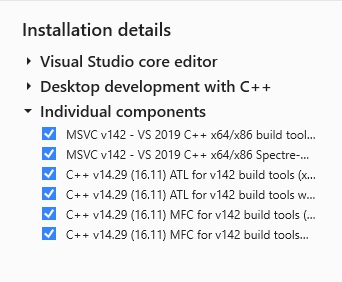 Installation details
Visual Studio core editor
Desktop development with C++
Individual components
MSVC v142 - VS 2019 C++ x64/x86 build tool...
MSVC v142 - VS 2019 C++ x64/x86 Spectre-...
C++ v14.29 (16.11) ATL for v142 build tools (x...
C++ v14.29 (16.11) ATL for v142 build tools w...
C++ v14.29 (16.11) MFC for v142 build tools (...
C++ v14.29 (16.11) MFC for v142 build tools...